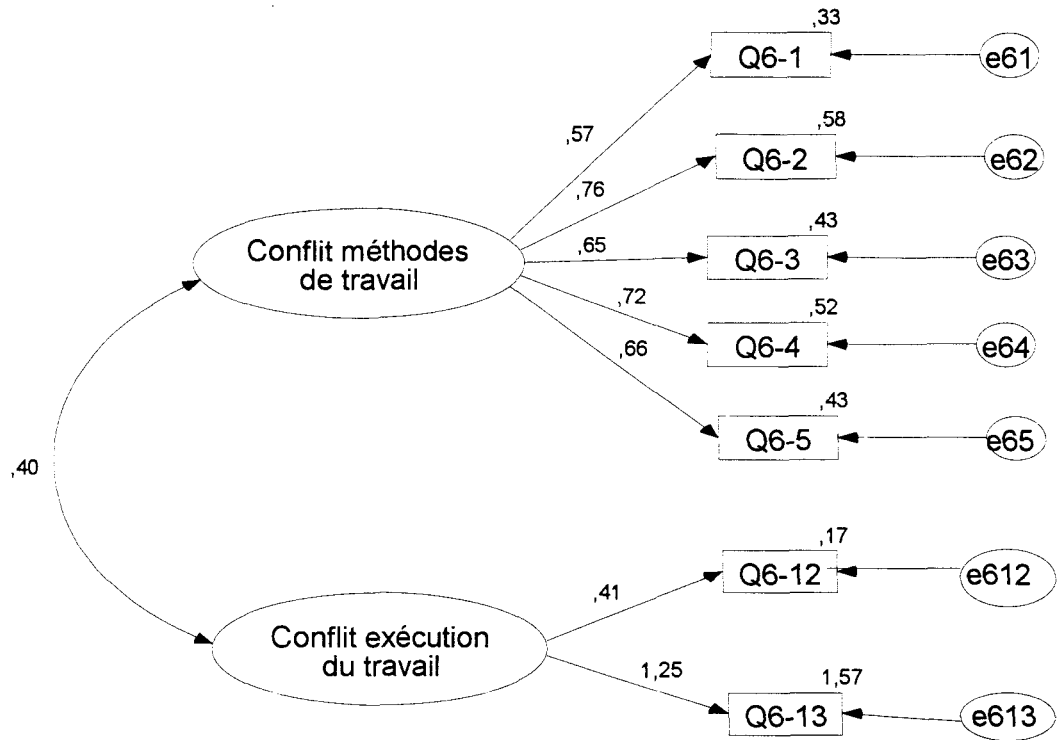 ,33
Q6-1
e61
,57
,58
Q6-2
e62
,76
Conflit méthodes
de travail
,43
Q6-3
e63
,65
,52
Q6-4
e64
,72
,66
,43
Q6-5
e65
,40
,17
Q6-12
e612
,41
Conflit exécution
du travail
1,25
1,57
Q6-13
e613